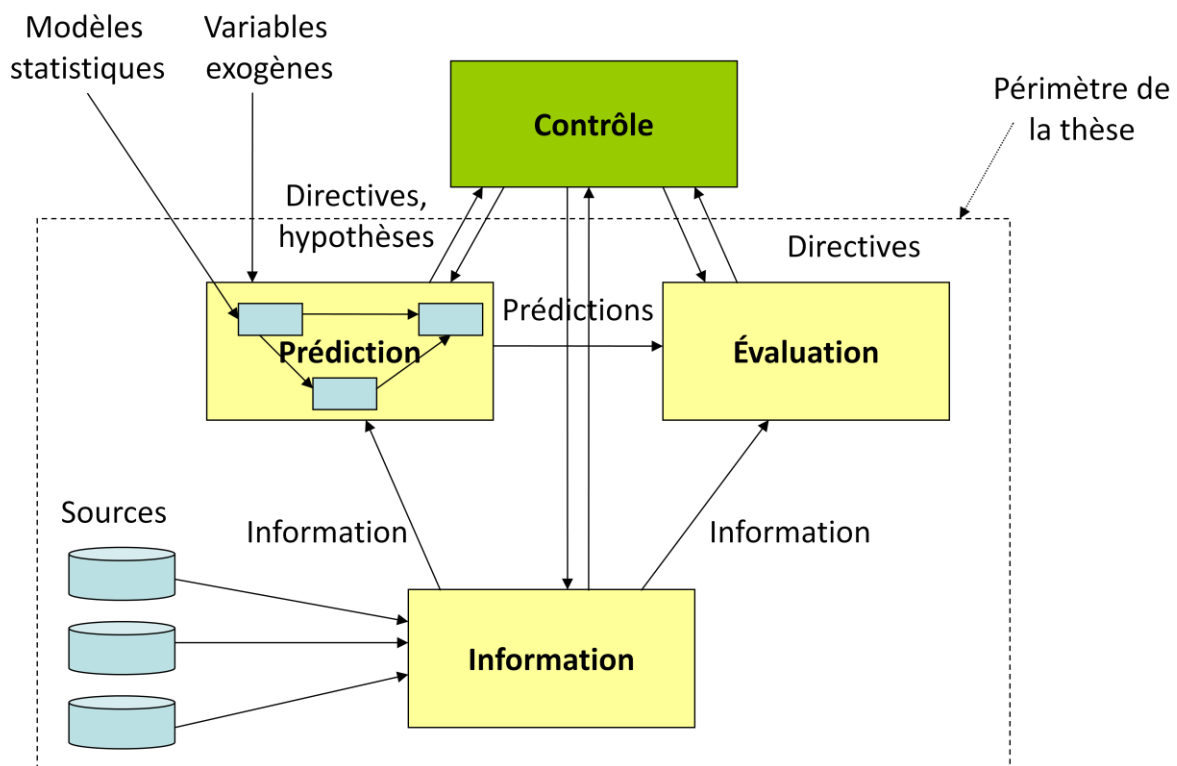 Modèles
statistiques
Variables
exogènes
Contrôle
Périmètre de
la thèse
Directives,
hypothèses
Directives
Prédictions
Prédiction
Évaluation
Sources
Information
Information
Information